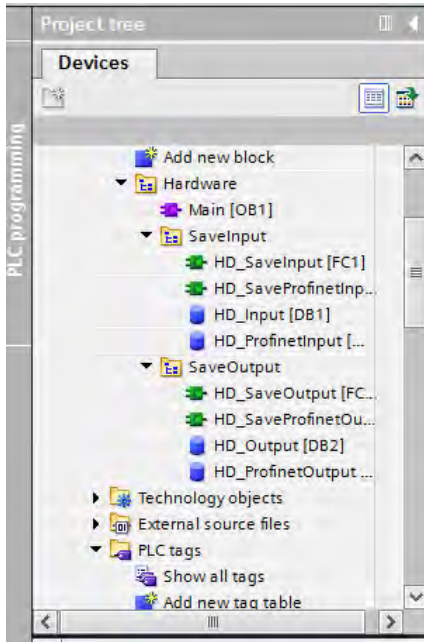 Project tree
Devices
PLC programming
Add new block
Hardware
Main [OB1]
SaveInput
HD_SaveInput [FC1]
HD_SaveProfinetInp...
HD_Input [DB1]
HD_ProfinetInput [...
SaveOutput
HD_SaveOutput [FC...
HD_SaveProfinetOu...
HD_Output [DB2]
HD_ProfinetOutput ...
Technology objects
External source files
PLC tags
Show all tags
Add new tag table